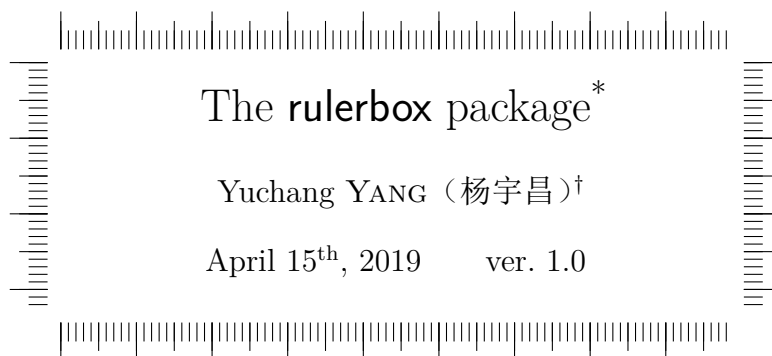 The rulerbox package*
Yuchang YANG（杨宇昌）†
April 15th, 2019 ver. 1.0